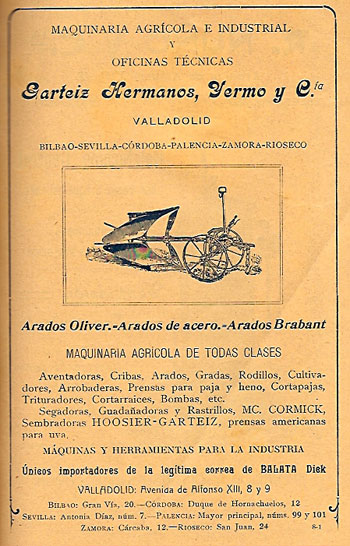 MAQUINARIA AGRÍCOLA E INDUSTRIAL
Y
OFICINAS TÉCNICAS
Garteiz Hermanos, Yermo y C.ía
VALLADOLID
BILBAO-SEVILLA-CÓRDOBA-PALENCIA-ZAMORA-RIOSECO
Arados Oliver.-Arados de acero.-Arados Brabant
MAQUINARIA AGRÍCOLA DE TODAS CLASES
Aventadoras, Cribas, Arados, Gradas, Rodillos, Cultiva-
dores, Arrobaderas, Prensas para paja y heno, Cortapajas,
Trituradores, Cortarraices, Bombas, etc.
Segadoras, Guadañadoras y Rastrillos, MC. CORMICK,
Sembradoras HOOSIER-GARTEIZ, prensas americanas
para uva.
MÁQUINAS Y HERRAMIENTAS PARA LA INDUSTRIA
Únicos importadores de la legítima correa de BALATA Dick
VALLADOLID: Avenida de Alfonso XIII, 8 y 9
BILBAO: Gran Vía, 20.—CÓRDOBA: Duque de Hornachuelos, 12
SEVILLA: Antonia Díaz, núm. 7.—PALENCIA: Mayor principal, núms. 99 y 101
ZAMORA: Cárcaba, 12.—RIOSECO: San Juan, 24
8-1